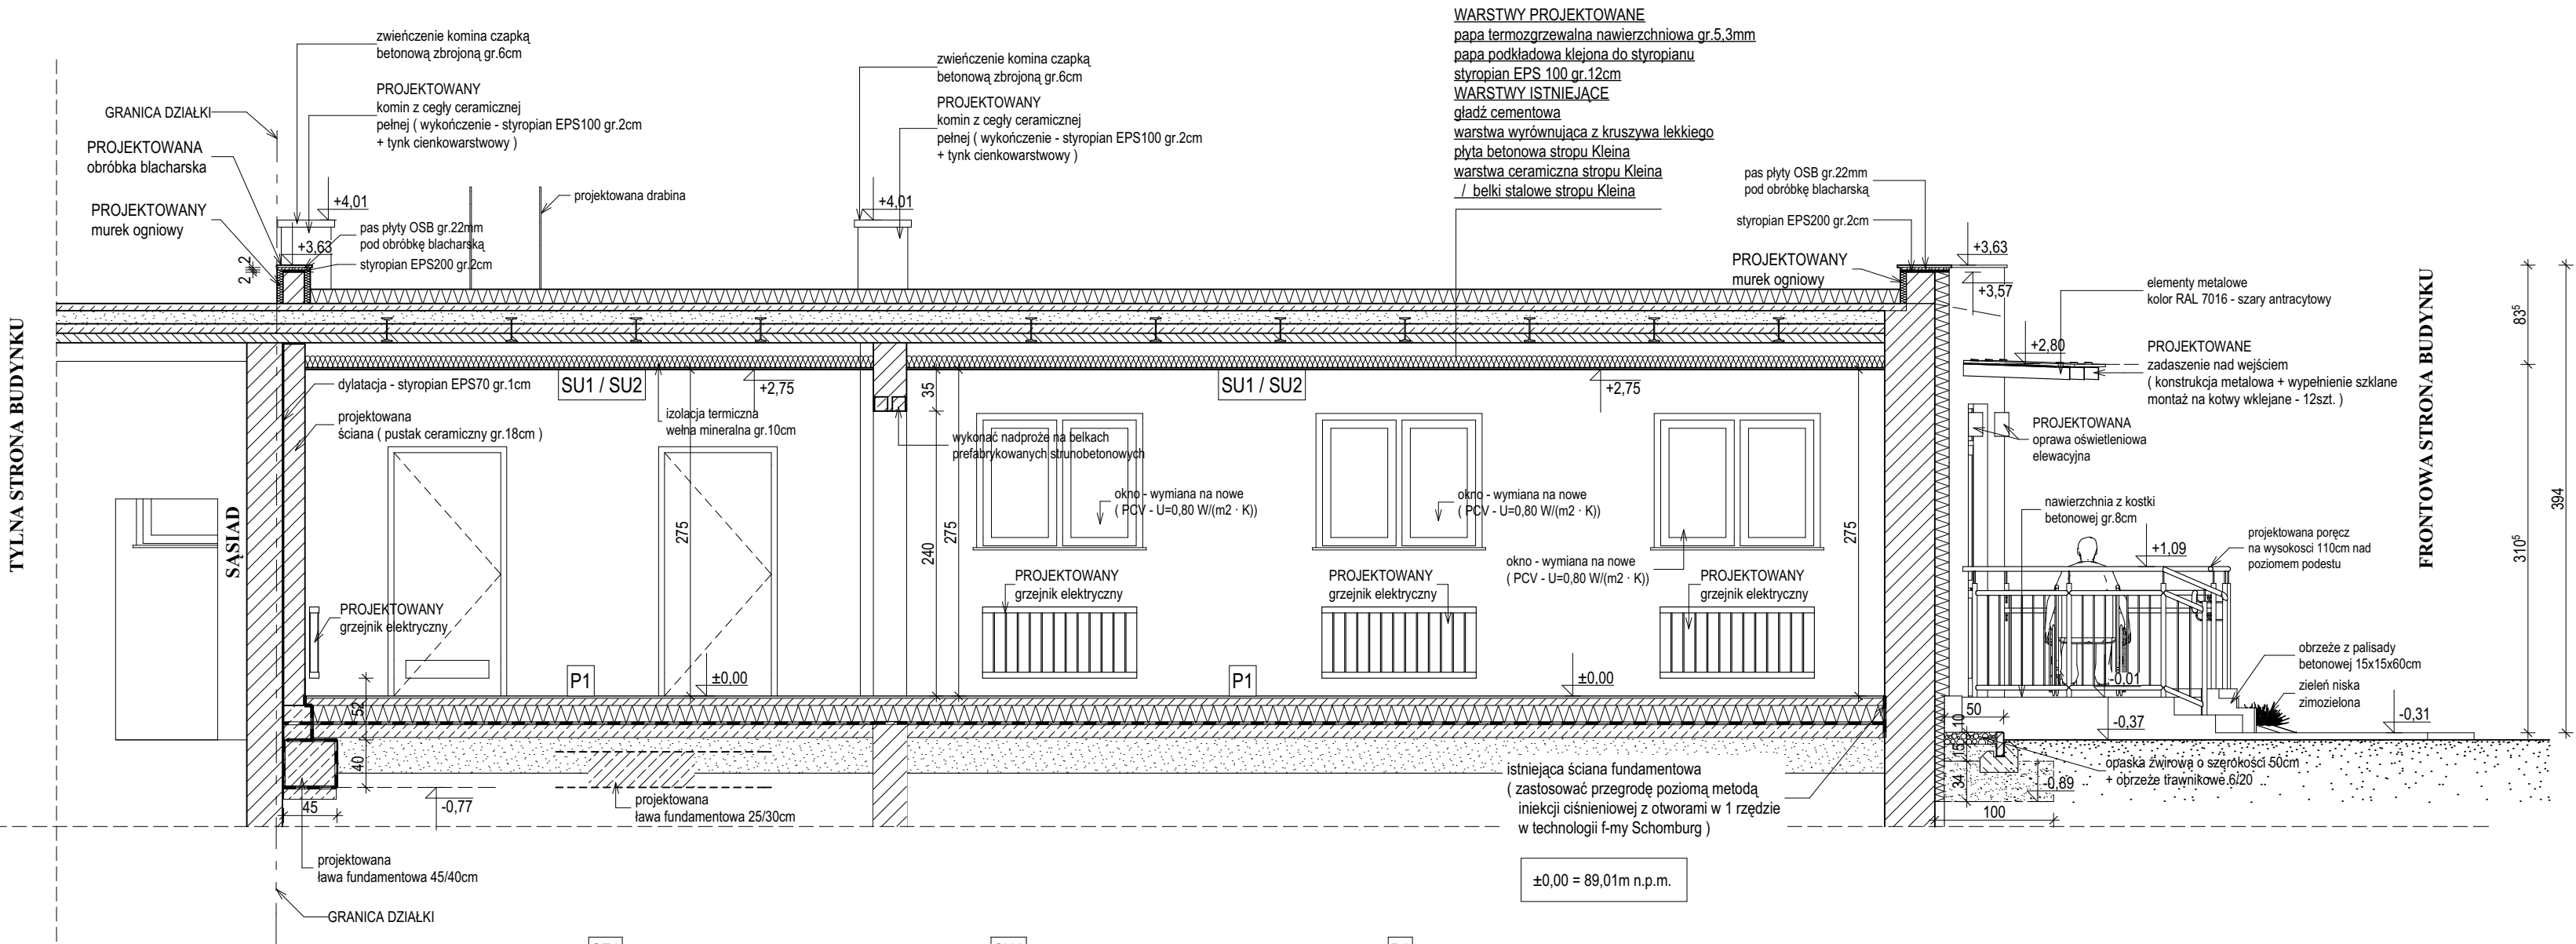 WARSTWY PROJEKTOWANE
papa termozgrzewalna nawierzchniowa gr.5,3mm
papa podkładowa klejona do styropianu
styropian EPS 100 gr.12cm
WARSTWY ISTNIEJĄCE
gładź cementowa
warstwa wyrównująca z kruszywa lekkiego
płyta betonowa stropu Kleina
warstwa ceramiczna stropu Kleina
/ belki stalowe stropu Kleina
zwieńczenie komina czapką
betonową zbrojoną gr.6cm
PROJEKTOWANY
komin z cegły ceramicznej
pełnej ( wykończenie - styropian EPS100 gr.2cm
+ tynk cienkowarstwowy )
zwieńczenie komina czapką
betonową zbrojoną gr.6cm
PROJEKTOWANY
komin z cegły ceramicznej
pełnej ( wykończenie - styropian EPS100 gr.2cm
+ tynk cienkowarstwowy )
GRANICA DZIAŁKI
PROJEKTOWANA
obróbka blacharska
PROJEKTOWANY
murek ogniowy
+4,01
+3,63
pas płyty OSB gr.22mm
pod obróbkę blacharską
styropian EPS200 gr.2cm
2
2
projektowana drabina
+4,01
pas płyty OSB gr.22mm
pod obróbkę blacharską
styropian EPS200 gr.2cm
PROJEKTOWANY
murek ogniowy
+3,63
+3,57
elementy metalowe
kolor RAL 7016 - szary antracytowy
+2,80
PROJEKTOWANE
zadaszenie nad wejściem
( konstrukcja metalowa + wypełnienie szklane
montaż na kotwy wklejane - 12szt. )
PROJEKTOWANA
oprawa oświetleniowa
elewacyjna
nawierzchnia z kostki
betonowej gr.8cm
+1,09
projektowana poręcz
na wysokosci 110cm nad
poziomem podestu
obrzeże z palisady
betonowej 15x15x60cm
zieleń niska
zimozielona
-0,01
-0,37
-0,31
50
10
15
34
-0,89
100
opaska żwirowa o szerokości 50cm
+ obrzeże trawnikowe 6/20
83⁵
310⁵
394
TYLNA STRONA BUDYNKU
SĄSIAD
FRONTOWA STRONA BUDYNKU
dylatacja - styropian EPS70 gr.1cm
projektowana
ściana ( pustak ceramiczny gr.18cm )
SU1 / SU2
izolacja termiczna
wełna mineralna gr.10cm
+2,75
35
SU1 / SU2
+2,75
wykonać nadproże na belkach
prefabrykowanych strunobetonowych
275
240
275
275
okno - wymiana na nowe
( PCV - U=0,80 W/(m2 · K))
okno - wymiana na nowe
( PCV - U=0,80 W/(m2 · K))
okno - wymiana na nowe
( PCV - U=0,80 W/(m2 · K))
PROJEKTOWANY
grzejnik elektryczny
PROJEKTOWANY
grzejnik elektryczny
PROJEKTOWANY
grzejnik elektryczny
PROJEKTOWANY
grzejnik elektryczny
P1
±0,00
P1
±0,00
52
40
45
-0,77
projektowana
ława fundamentowa 25/30cm
projektowana
ława fundamentowa 45/40cm
GRANICA DZIAŁKI
istniejąca ściana fundamentowa
( zastosować przegrodę poziomą metodą
iniekcji ciśnieniowej z otworami w 1 rzędzie
w technologii f-my Schomburg )
±0,00 = 89,01m n.p.m.